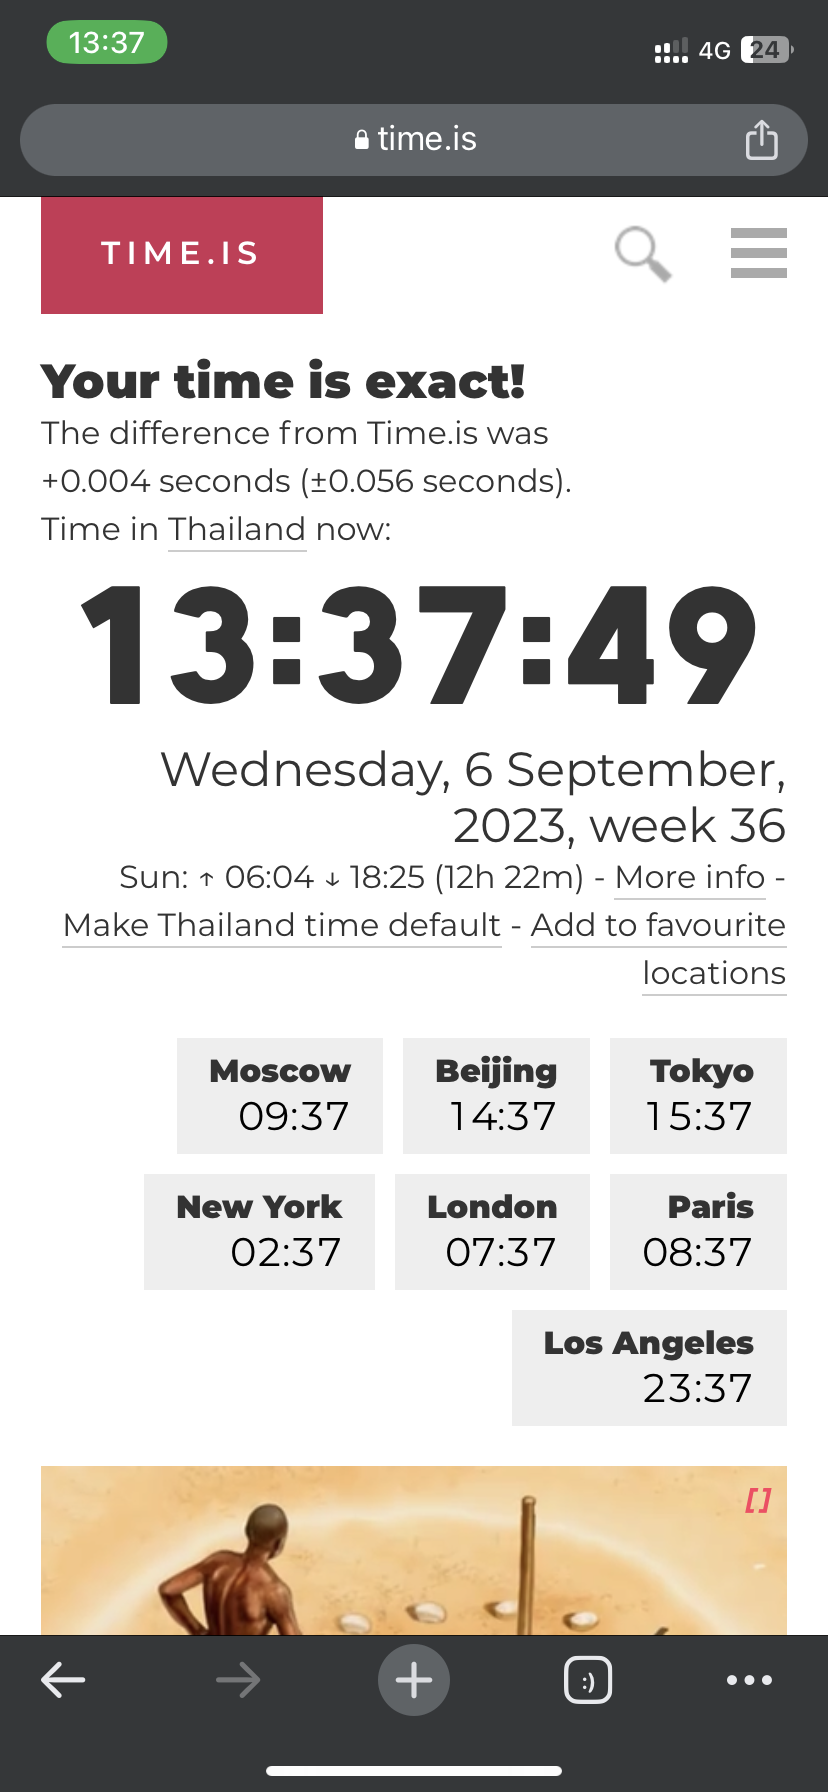 13:37
4G 24
time.is
TIME.IS
Your time is exact!
The difference from Time.is was
+0.004 seconds (±0.056 seconds).
Time in Thailand now:
13:37:49
Wednesday, 6 September,
2023, week 36
Sun: ↑ 06:04 ↓ 18:25 (12h 22m) - More info -
Make Thailand time default - Add to favourite
locations
Moscow Beijing Tokyo
09:37 14:37 15:37
New York London Paris
02:37 07:37 08:37
Los Angeles
23:37
[]
:)